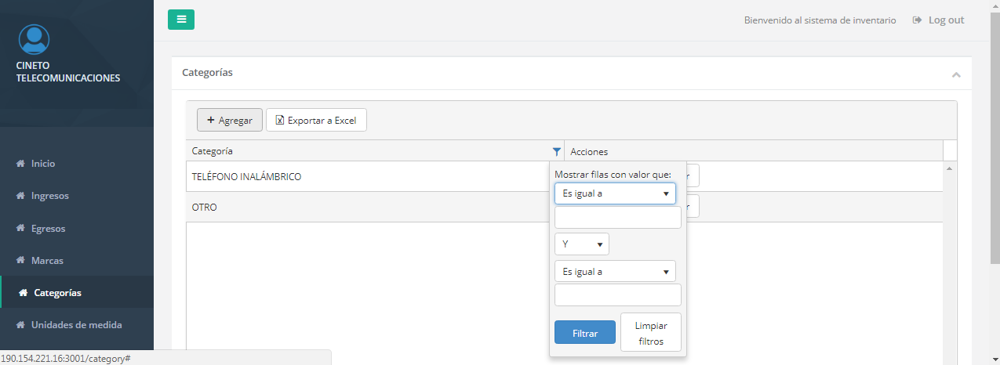 CINETO
TELECOMUNICACIONES
Inicio
Ingresos
Egresos
Marcas
Categorías
Unidades de medida
Bienvenido al sistema de inventario
Log out
Categorías
Agregar
Exportar a Excel
Categoría
Acciones
TELÉFONO INALÁMBRICO
OTRO
Mostrar filas con valor que:
Es igual a
Y
Es igual a
Filtrar
Limpiar
filtros
190.154.221.16:3001/category#